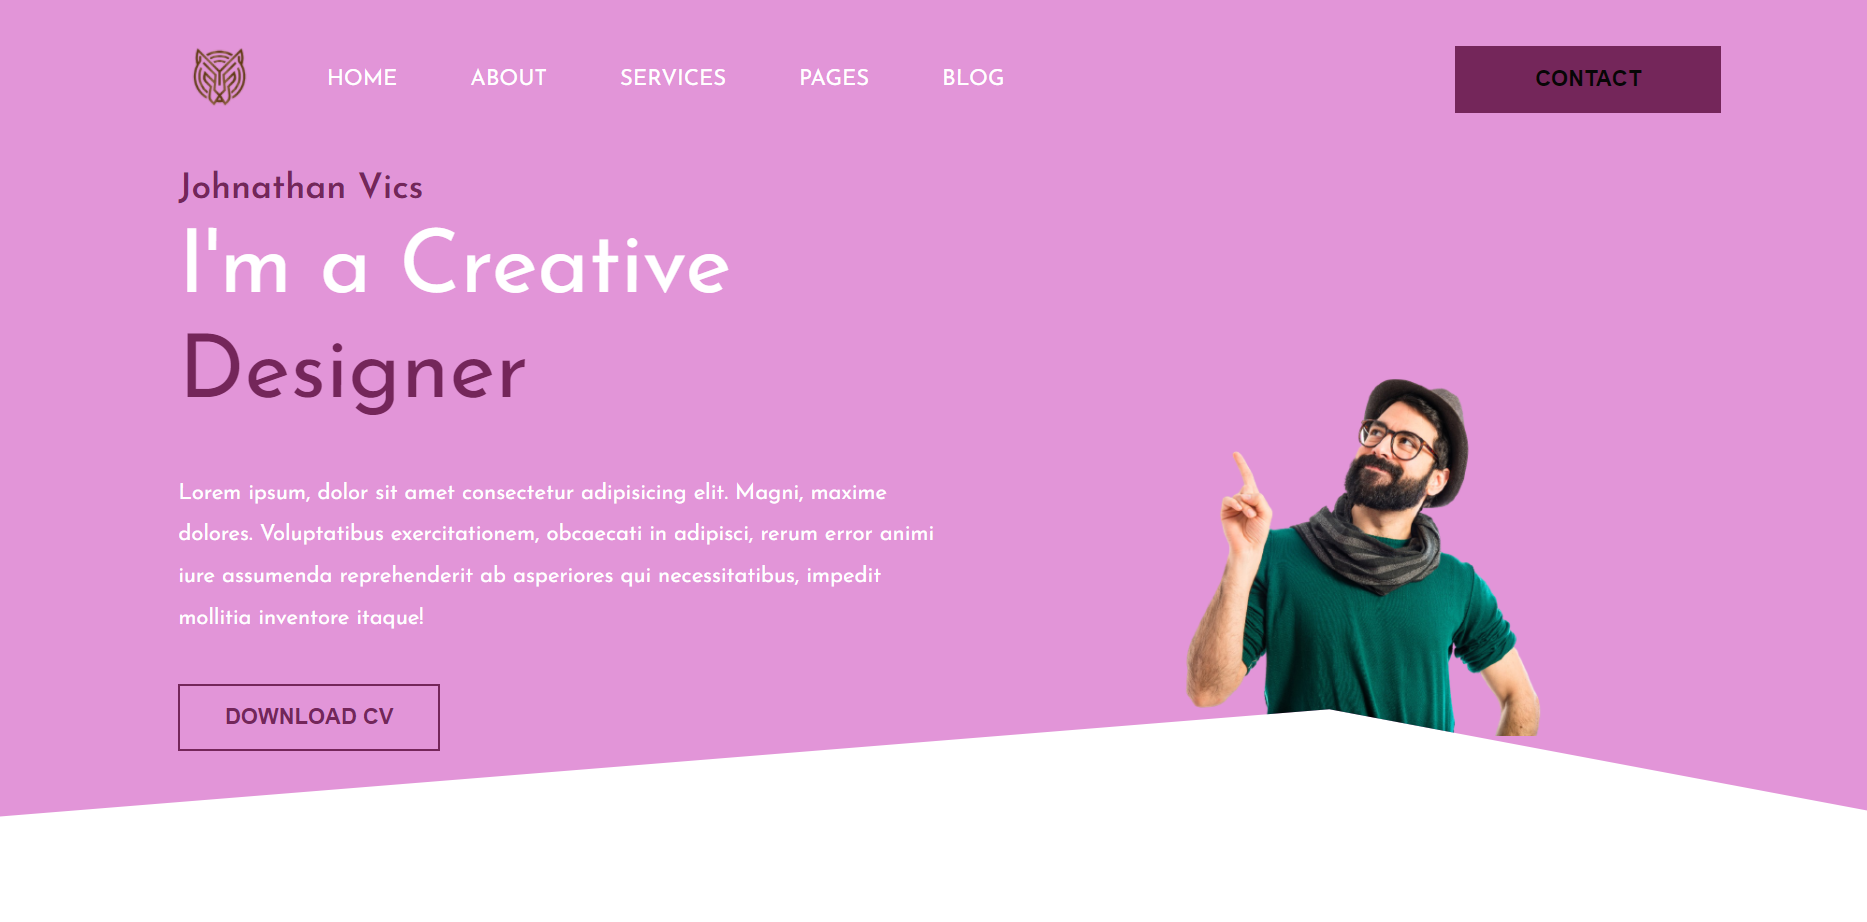 HOME ABOUT SERVICES PAGES BLOG CONTACT
Johnathan Vics
I'm a Creative
Designer
Lorem ipsum, dolor sit amet consectetur adipisicing elit. Magni, maxime
dolores. Voluptatibus exercitationem, obcaecati in adipisci, rerum error animi
iure assumenda reprehenderit ab asperiores qui necessitatibus, impedit
mollitia inventore itaque!
DOWNLOAD CV